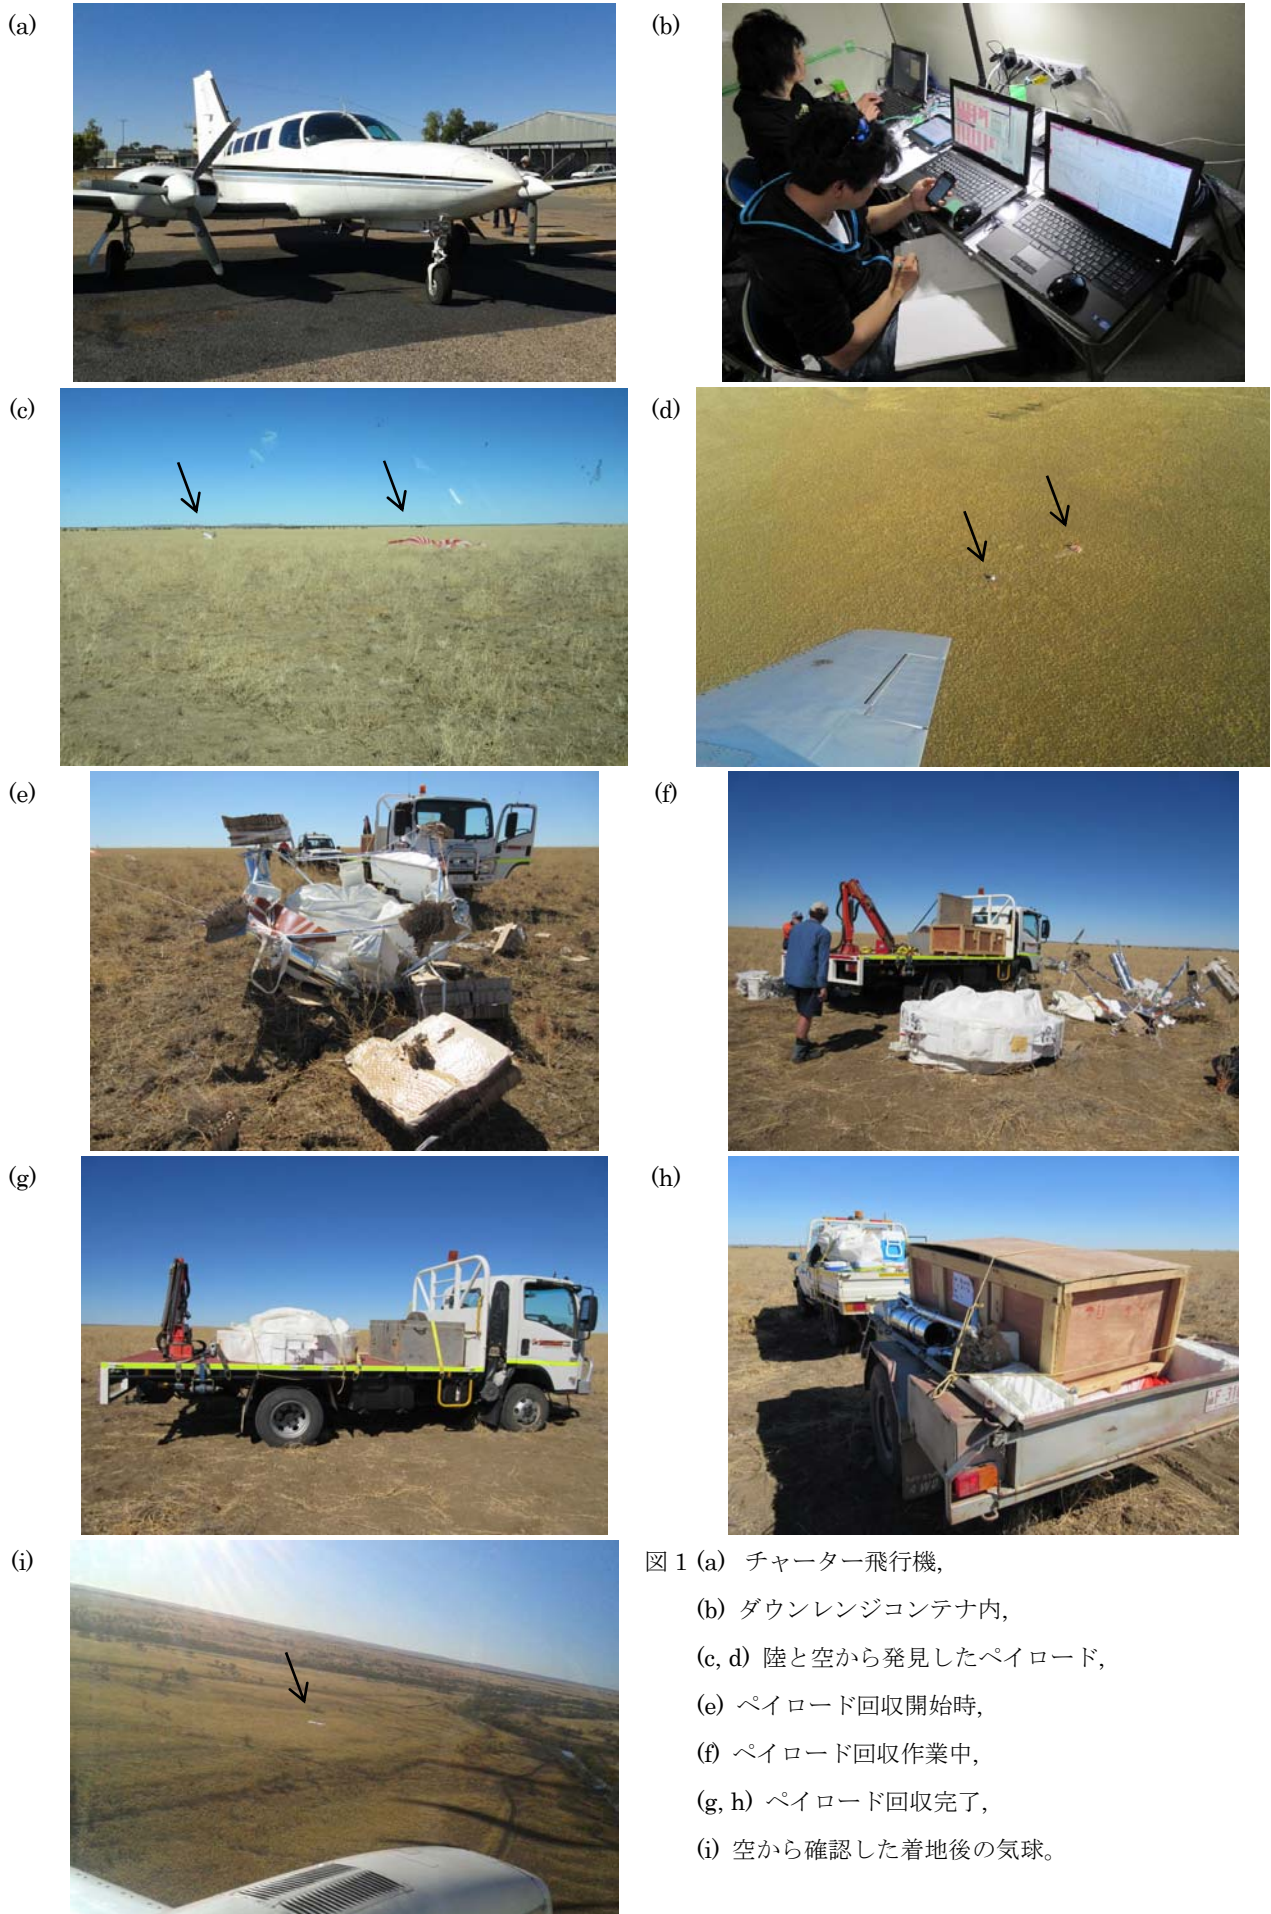 (a)
(b)
(c)
(d)
(e)
(f)
(g)
(h)
(i)
図 1 (a) チャーター飛行機,
(b) ダウンレンジコンテナ内,
(c, d) 陸と空から発見したペイロード,
(e) ペイロード回収開始時,
(f) ペイロード回収作業中,
(g, h) ペイロード回収完了,
(i) 空から確認した着地後の気球。